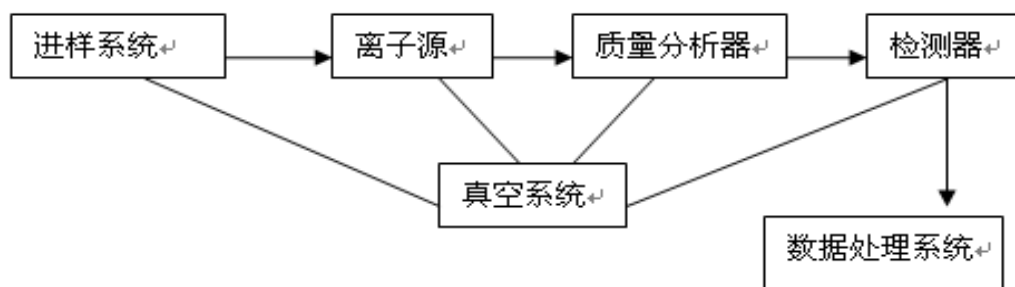 进样系统
离子源
质量分析器
检测器
真空系统
数据处理系统